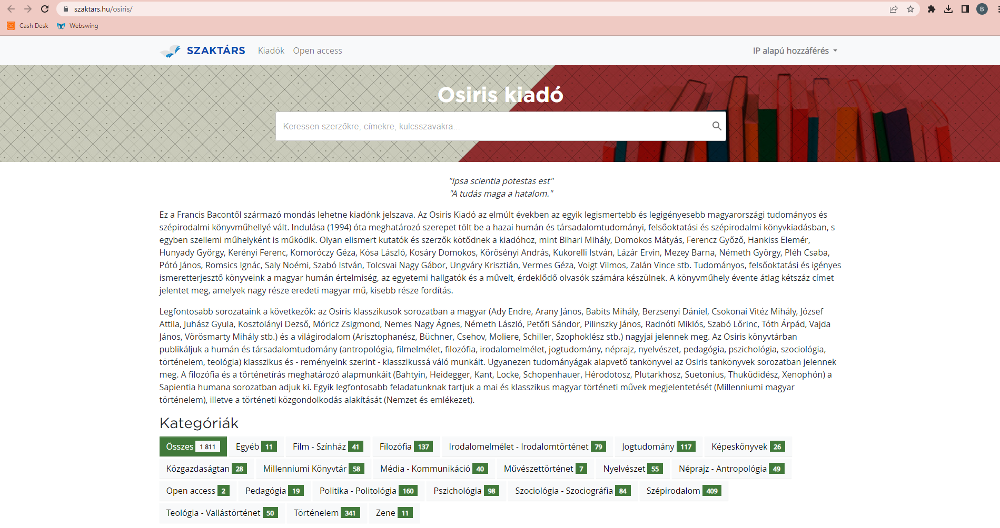 szaktars.hu/osiris/
B
Cash Desk Webswing
SZAKTÁRS Kiadók Open access IP alapú hozzáférés
Osiris kiadó
Keressen szerzőkre, címekre, kulcsszavakra...
"Ipsa scientia potestas est"
"A tudás maga a hatalom."
Ez a Francis Bacontől származó mondás lehetne kiadónk jelszava. Az Osiris Kiadó az elmúlt években az egyik legismertebb és legigényesebb magyarországi tudományos és
szépirodalmi könyvműhellyé vált. Indulása (1994) óta meghatározó szerepet tölt be a hazai humán és társadalomtudományi, felsőoktatási és szépirodalmi könyvkiadásban, s
egyben szellemi műhelyként is működik. Olyan elismert kutatók és szerzők kötődnek a kiadóhoz, mint Bihari Mihály, Domokos Mátyás, Ferencz Győző, Hankiss Elemér,
Hunyady György, Kerényi Ferenc, Komoróczy Géza, Kósa László, Kosáry Domokos, Körösényi András, Kukorelli István, Lázár Ervin, Mezey Barna, Németh György, Pléh Csaba,
Pótó János, Romsics Ignác, Saly Noémi, Szabó István, Tolcsvai Nagy Gábor, Ungváry Krisztián, Vermes Géza, Voigt Vilmos, Zalán Vince stb. Tudományos, felsőoktatási és igényes
ismeretterjesztő könyveink a magyar humán értelmiség, az egyetemi hallgatók és a művelt, érdeklődő olvasók számára készülnek. A könyvműhely évente átlag kétszáz címet
jelentet meg, amelyek nagy része eredeti magyar mű, kisebb része fordítás.
Legfontosabb sorozataink a következők: az Osiris klasszikusok sorozatban a magyar (Ady Endre, Arany János, Babits Mihály, Berzsenyi Dániel, Csokonai Vitéz Mihály, József
Attila, Juhász Gyula, Kosztolányi Dezső, Móricz Zsigmond, Nemes Nagy Ágnes, Németh László, Petőfi Sándor, Pilinszky János, Radnóti Miklós, Szabó Lőrinc, Tóth Árpád, Vajda
János, Vörösmarty Mihály stb.) és a világirodalom (Arisztophanész, Büchner, Csehov, Moliere, Schiller, Szophoklész stb.) nagyjai jelennek meg. Az Osiris könyvtárban
publikáljuk a humán és társadalomtudomány (antropológia, filmelmélet, filozófia, irodalomelmélet, jogtudomány, néprajz, nyelvészet, pedagógia, pszichológia, szociológia,
történelem, teológia) klasszikus és - reményeink szerint - klasszikussá váló munkáit. Ugyanezen tudományágak alapvető tankönyvei az Osiris tankönyvek sorozatban jelennek
meg. A filozófia és a történetírás meghatározó alapmunkáit (Bahtyin, Heidegger, Kant, Locke, Schopenhauer, Hérodotosz, Plutarkhosz, Suetonius, Thuküdidész, Xenophón) a
Sapientia humana sorozatban adjuk ki. Egyik legfontosabb feladatunknak tartjuk a mai és klasszikus magyar történeti művek megjelentetését (Millenniumi magyar
történelem), illetve a történeti közgondolkodás alakítását (Nemzet és emlékezet).
Kategóriák
Összes 1 811 Egyéb 11 Film - Színház 41 Filozófia 137 Irodalomelmélet - Irodalomtörténet 79 Jogtudomány 117 Képeskönyvek 26
Közgazdaságtan 28 Millenniumi Könyvtár 58 Média - Kommunikáció 40 Művészettörténet 7 Nyelvészet 55 Néprajz - Antropológia 49
Open access 2 Pedagógia 19 Politika - Politológia 160 Pszichológia 98 Szociológia - Szociográfia 84 Szépirodalom 409
Teológia - Vallástörténet 50 Történelem 341 Zene 11